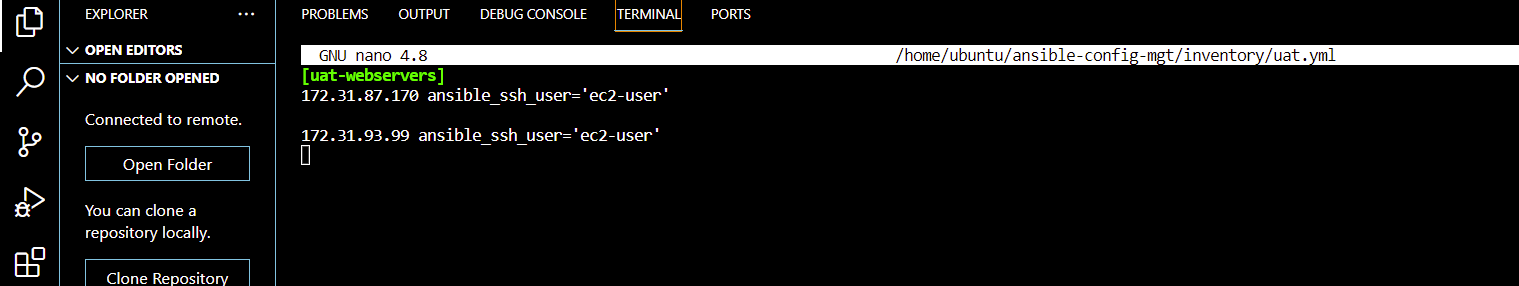 EXPLORER ···
OPEN EDITORS
NO FOLDER OPENED
Connected to remote.
Open Folder
You can clone a
repository locally.
Clone Repository
PROBLEMS OUTPUT DEBUG CONSOLE TERMINAL PORTS
GNU nano 4.8 /home/ubuntu/ansible-config-mgt/inventory/uat.yml
[uat-webservers]
172.31.87.170 ansible_ssh_user='ec2-user'
172.31.93.99 ansible_ssh_user='ec2-user'